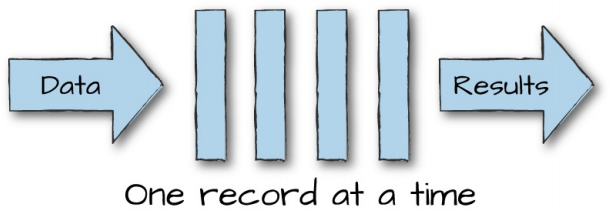 Data
Results
One record at a time